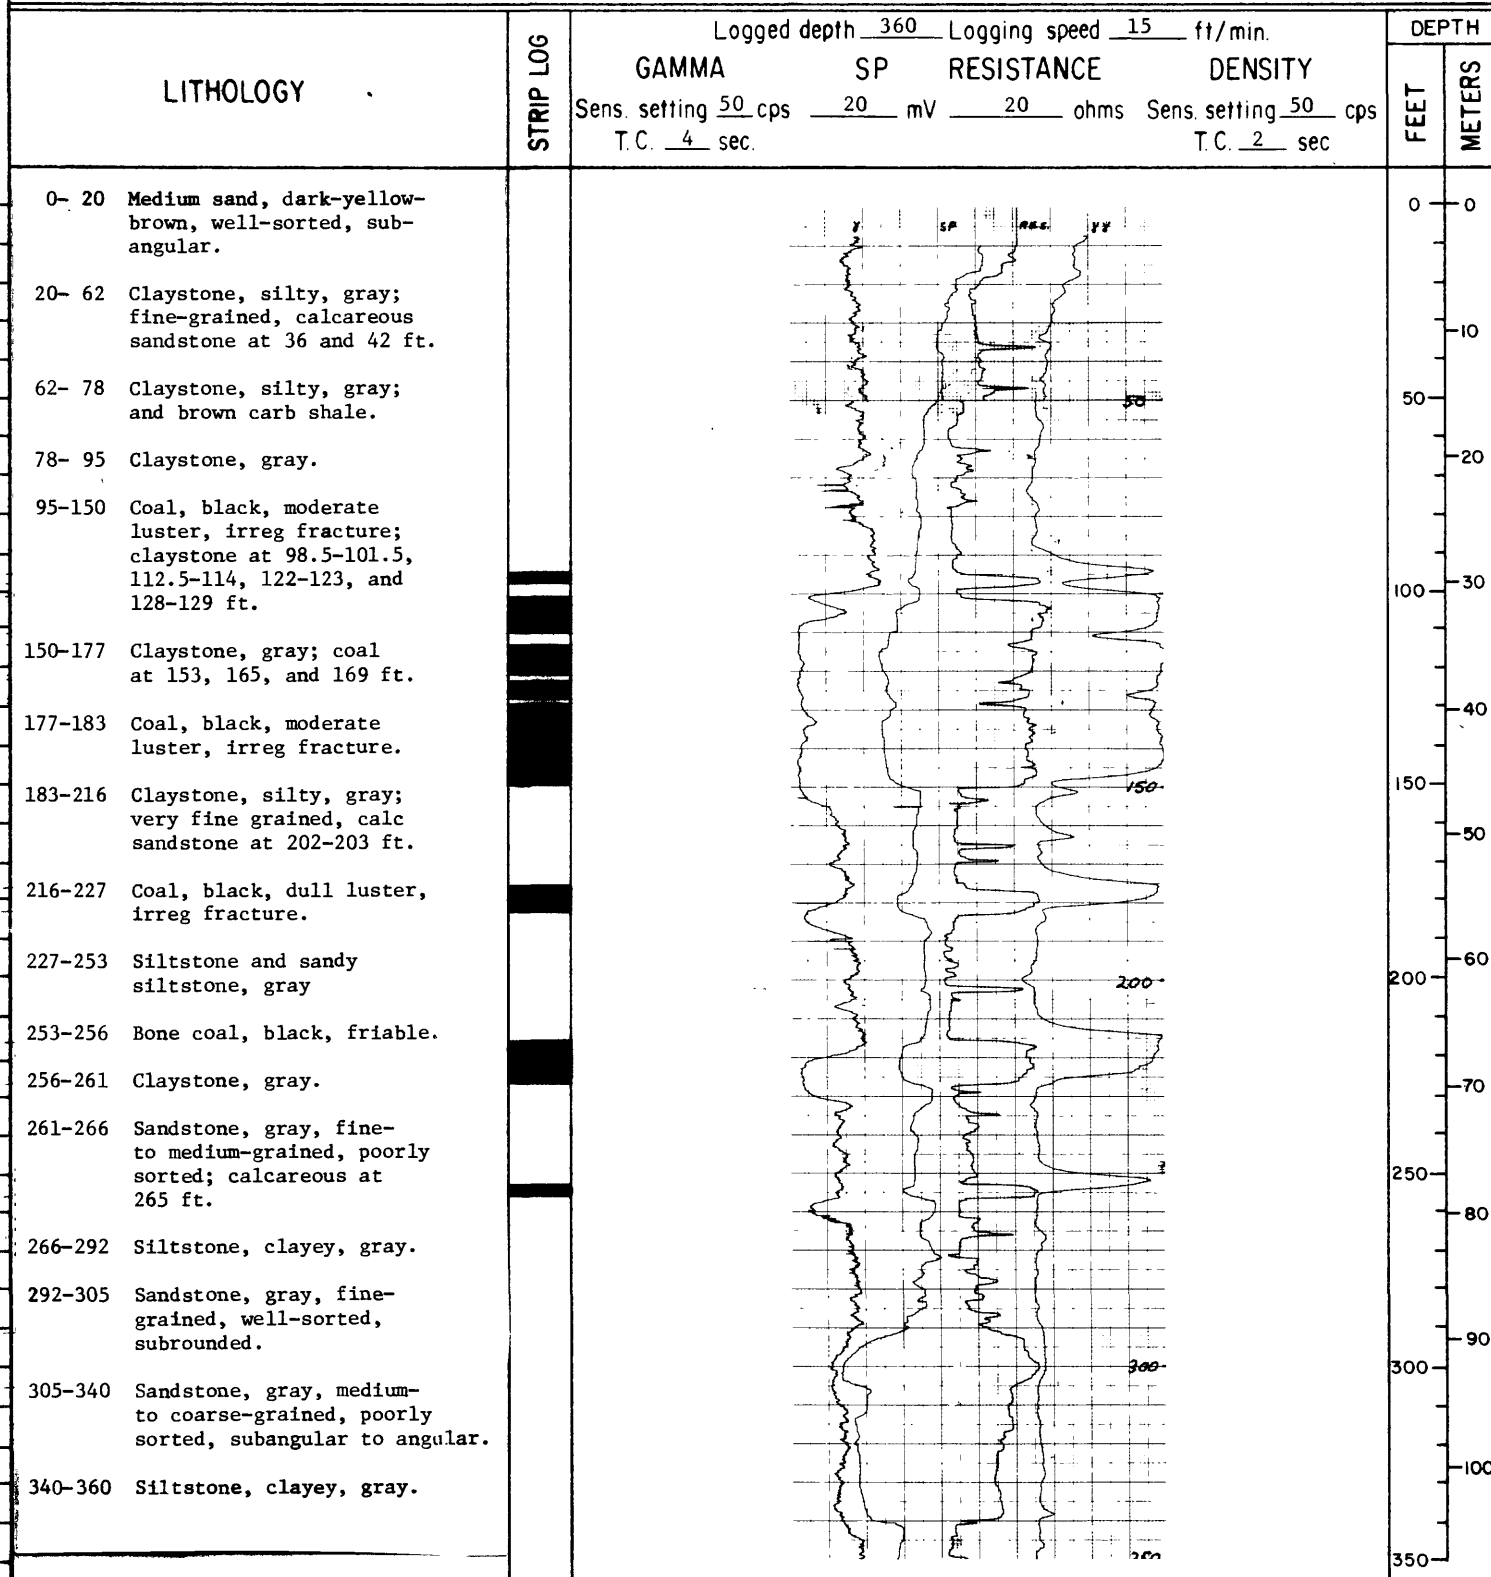 Logged depth 360 Logging speed 15 ft/min.
DEPTH
LITHOLOGY
STRIP LOG
GAMMA SP RESISTANCE DENSITY
FEET
METERS
Sens. setting 50 cps 20 mV 20 ohms Sens. setting 50 cps
T.C. 4 sec. T.C. 2 sec
0- 20 Medium sand, dark-yellow-
brown, well-sorted, sub-
angular.
20- 62 Claystone, silty, gray;
fine-grained, calcareous
sandstone at 36 and 42 ft.
62- 78 Claystone, silty, gray;
and brown carb shale.
78- 95 Claystone, gray.
95-150 Coal, black, moderate
luster, irreg fracture;
claystone at 98.5-101.5,
112.5-114, 122-123, and
128-129 ft.
150-177 Claystone, gray; coal
at 153, 165, and 169 ft.
177-183 Coal, black, moderate
luster, irreg fracture.
183-216 Claystone, silty, gray;
very fine grained, calc
sandstone at 202-203 ft.
216-227 Coal, black, dull luster,
irreg fracture.
227-253 Siltstone and sandy
siltstone, gray
253-256 Bone coal, black, friable.
256-261 Claystone, gray.
261-266 Sandstone, gray, fine-
to medium-grained, poorly
sorted; calcareous at
265 ft.
266-292 Siltstone, clayey, gray.
292-305 Sandstone, gray, fine-
grained, well-sorted,
subrounded.
305-340 Sandstone, gray, medium-
to coarse-grained, poorly
sorted, subangular to angular.
340-360 Siltstone, clayey, gray.
γ SP RES. γγ
50
150
200
300
350
0 0
10
50
20
100 30
40
150
50
60
200
70
250
80
90
300
100
350